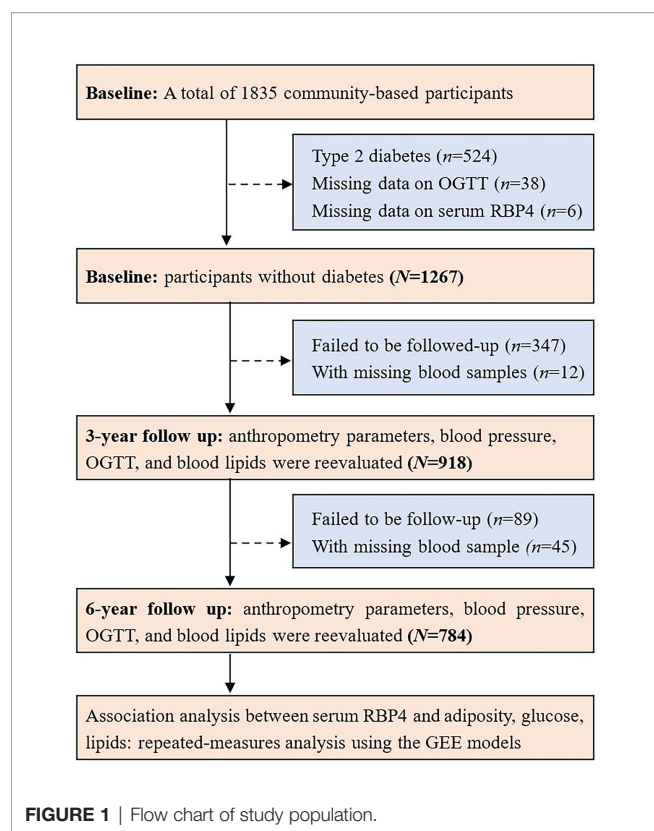 Baseline: A total of 1835 community-based participants
Type 2 diabetes (n=524)
Missing data on OGTT (n=38)
Missing data on serum RBP4 (n=6)
Baseline: participants without diabetes (N=1267)
Failed to be followed-up (n=347)
With missing blood samples (n=12)
3-year follow up: anthropometry parameters, blood pressure,
OGTT, and blood lipids were reevaluated (N=918)
Failed to be follow-up (n=89)
With missing blood sample (n=45)
6-year follow up: anthropometry parameters, blood pressure,
OGTT, and blood lipids were reevaluated (N=784)
Association analysis between serum RBP4 and adiposity, glucose,
lipids: repeated-measures analysis using the GEE models
FIGURE 1 | Flow chart of study population.